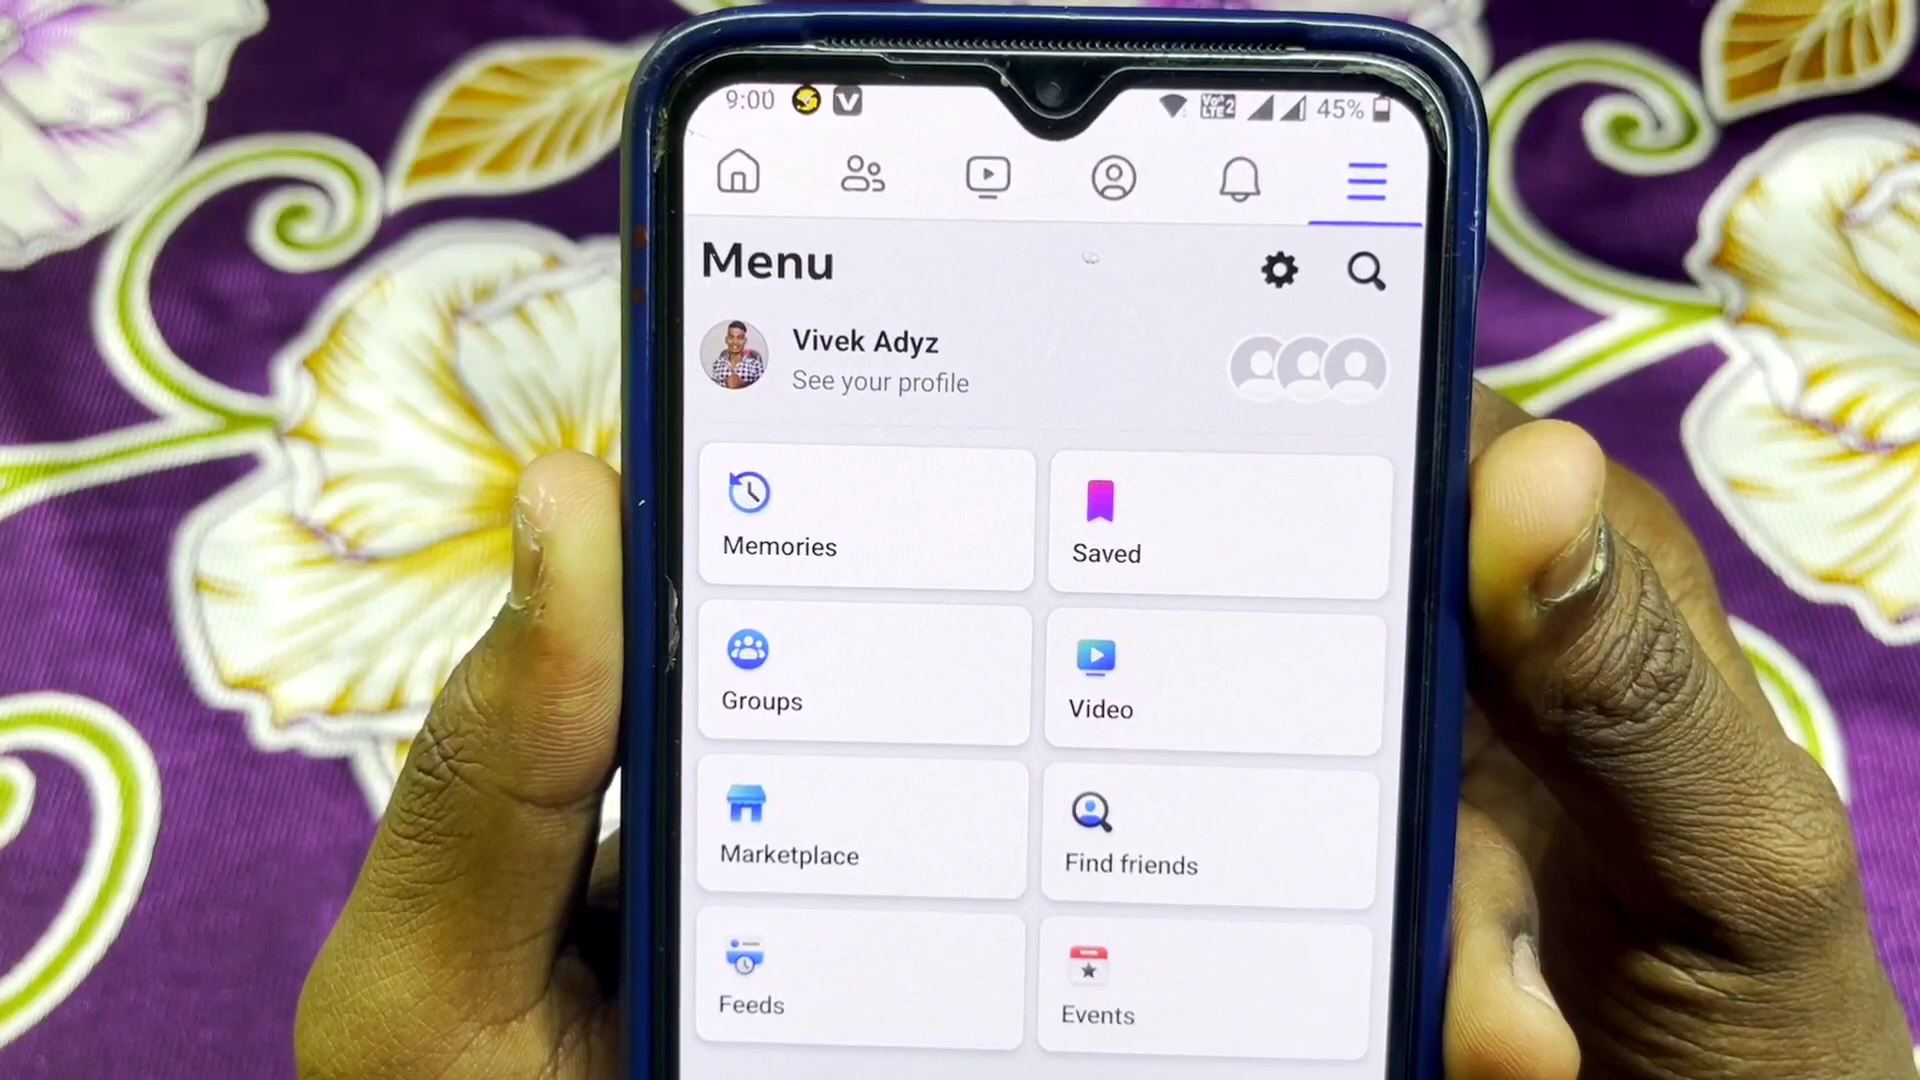 9:00 45%
Menu
Vivek Adyz
See your profile
Memories
Saved
Groups
Video
Marketplace
Find friends
Feeds
Events